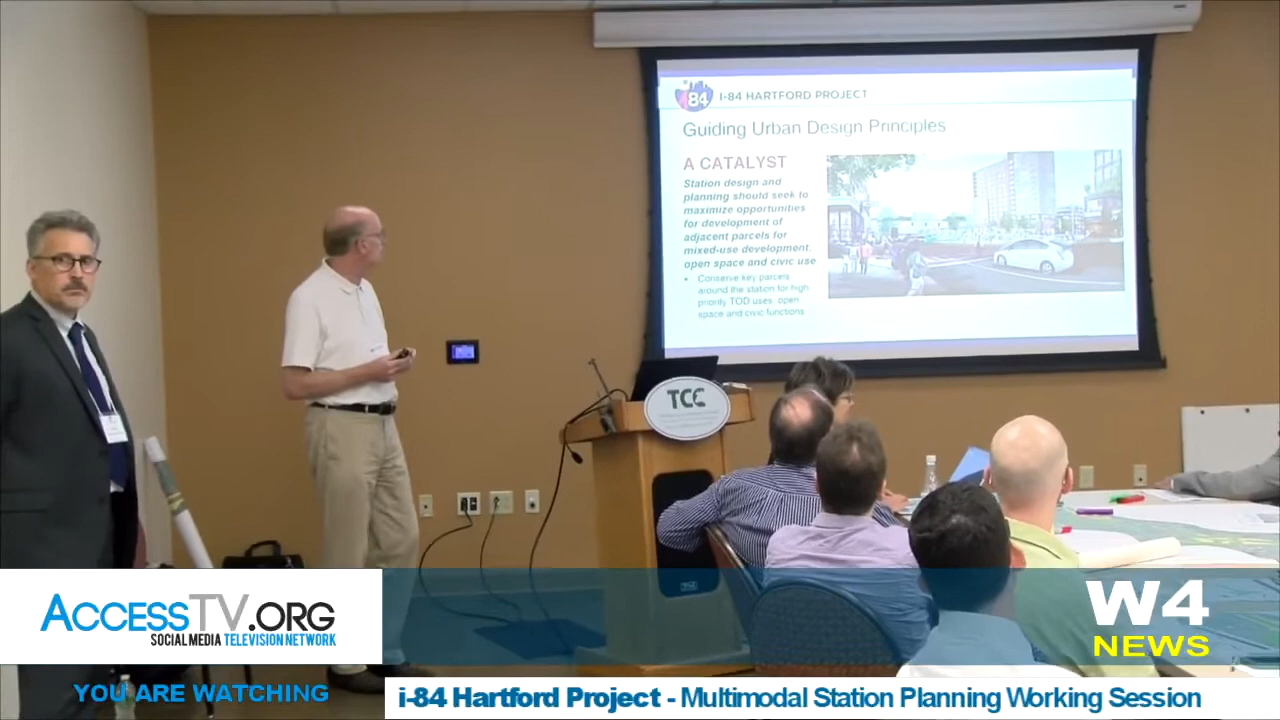 84
I-84 HARTFORD PROJECT
Guiding Urban Design Principles
A CATALYST
Station design and
planning should seek to
maximize opportunities
for development of
adjacent parcels for
mixed-use development,
open space and civic use
• Conserve key parcels
around the station for high
priority TOD uses, open
space and civic functions
TCC
ACCESSTV.ORG
SOCIAL MEDIA TELEVISION NETWORK
W4
NEWS
YOU ARE WATCHING
i-84 Hartford Project - Multimodal Station Planning Working Session